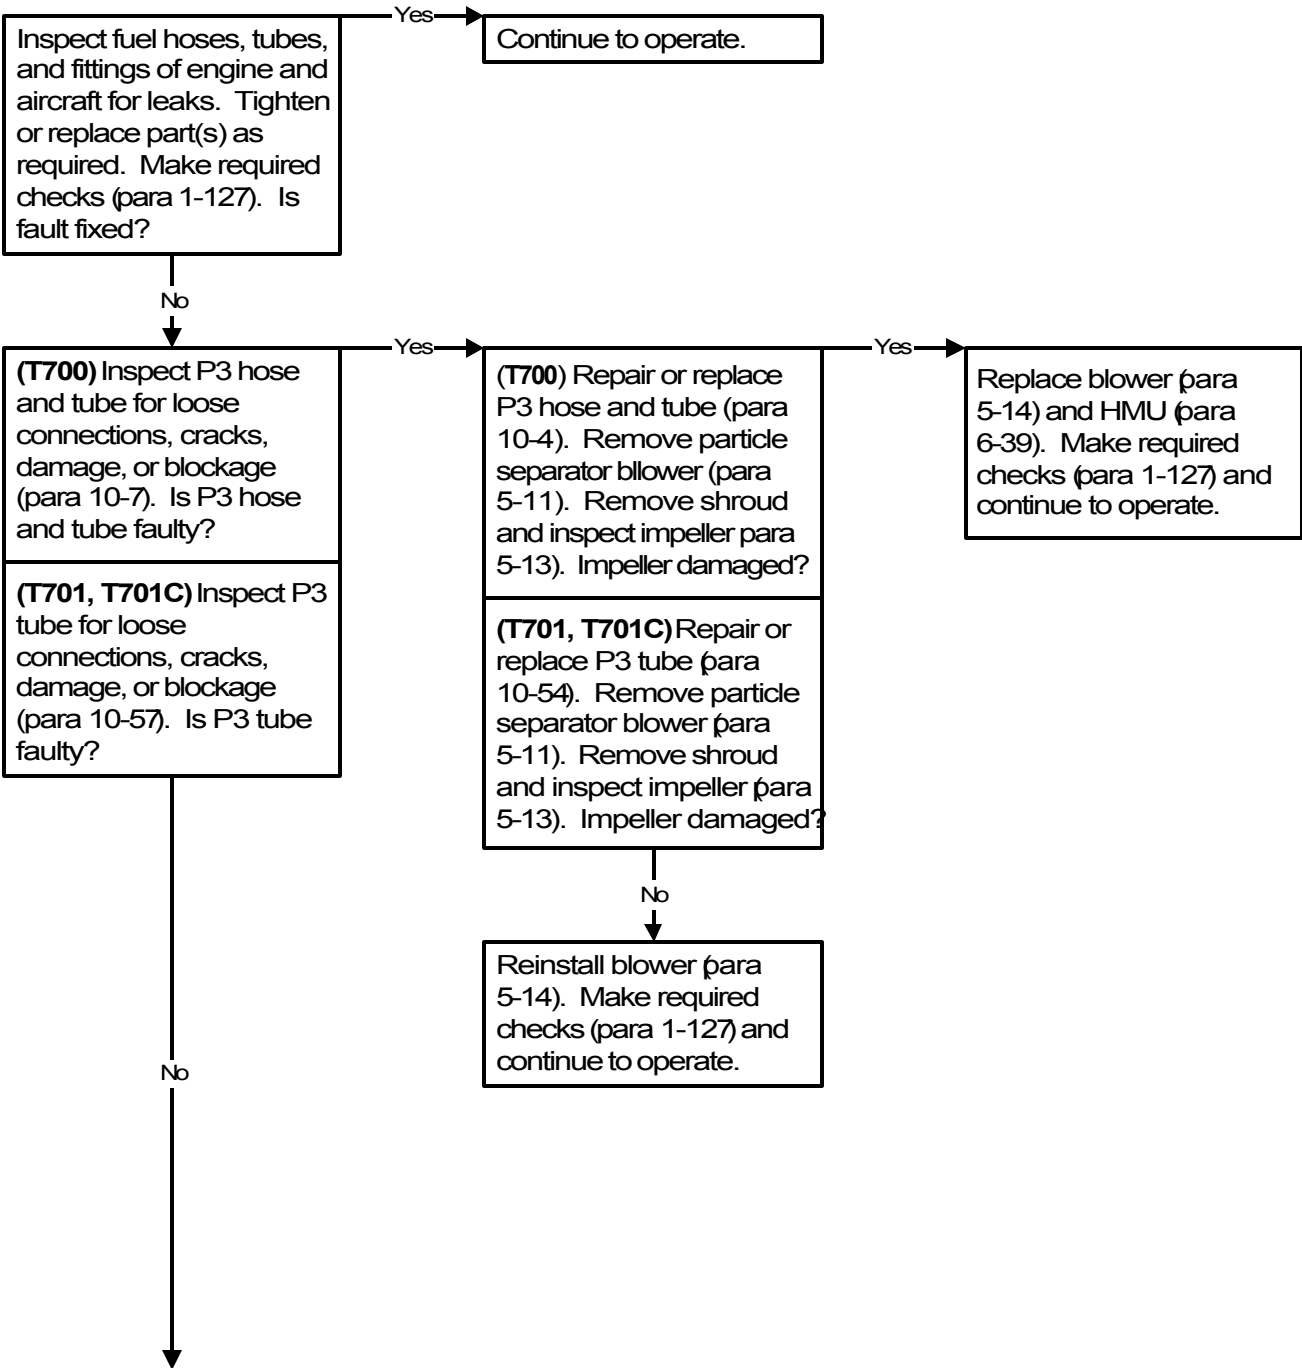 Yes
Inspect fuel hoses, tubes,
and fittings of engine and
aircraft for leaks.  Tighten
or replace part(s) as
required.  Make required
checks (para 1-127).  Is
fault fixed?
Continue to operate.
No
Yes
Yes
(T700) Inspect P3 hose
and tube for loose
connections, cracks,
damage, or blockage
(para 10-7).  Is P3 hose
and tube faulty?
(T701, T701C) Inspect P3
tube for loose
connections, cracks,
damage, or blockage
(para 10-57).  Is P3 tube
faulty?
(T700) Repair or replace
P3 hose and tube (para
10-4).  Remove particle
separator bllower (para
5-11).  Remove shroud
and inspect impeller para
5-13).  Impeller damaged?
(T701, T701C) Repair or
replace P3 tube (para
10-54).  Remove particle
separator blower (para
5-11).  Remove shroud
and inspect impeller (para
5-13).  Impeller damaged?
Replace blower (para
5-14) and HMU (para
6-39).  Make required
checks (para 1-127) and
continue to operate.
No
Reinstall blower (para
5-14).  Make required
checks (para 1-127) and
continue to operate.
No